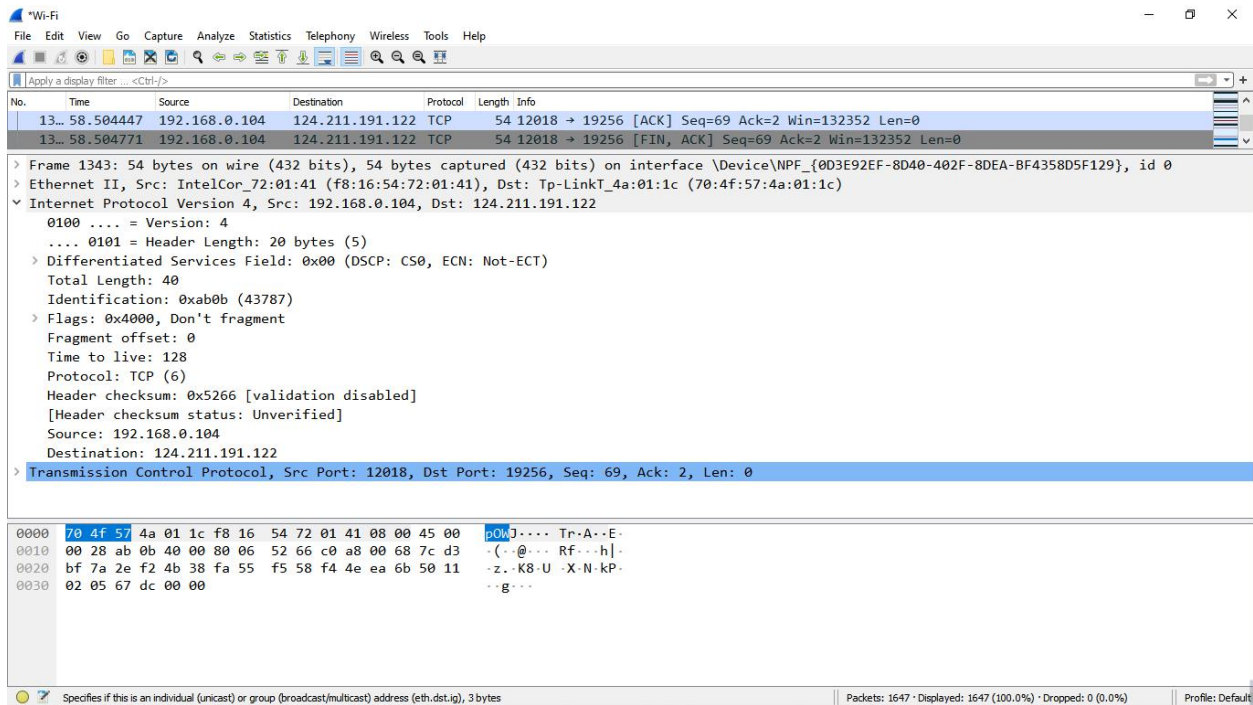 *Wi-Fi
File Edit View Go Capture Analyze Statistics Telephony Wireless Tools Help
Apply a display filter ... <Ctrl-/>
No. Time Source Destination Protocol Length Info
13... 58.504447 192.168.0.104 124.211.191.122 TCP 54 12018 → 19256 [ACK] Seq=69 Ack=2 Win=132352 Len=0
13... 58.504771 192.168.0.104 124.211.191.122 TCP 54 12018 → 19256 [FIN, ACK] Seq=69 Ack=2 Win=132352 Len=0
> Frame 1343: 54 bytes on wire (432 bits), 54 bytes captured (432 bits) on interface \Device\NPF_{0D3E92EF-8D40-402F-8DEA-BF4358D5F129}, id 0
> Ethernet II, Src: IntelCor_72:01:41 (f8:16:54:72:01:41), Dst: Tp-LinkT_4a:01:1c (70:4f:57:4a:01:1c)
Internet Protocol Version 4, Src: 192.168.0.104, Dst: 124.211.191.122
0100 .... = Version: 4
.... 0101 = Header Length: 20 bytes (5)
> Differentiated Services Field: 0x00 (DSCP: CS0, ECN: Not-ECT)
Total Length: 40
Identification: 0xab0b (43787)
> Flags: 0x4000, Don't fragment
Fragment offset: 0
Time to live: 128
Protocol: TCP (6)
Header checksum: 0x5266 [validation disabled]
[Header checksum status: Unverified]
Source: 192.168.0.104
Destination: 124.211.191.122
> Transmission Control Protocol, Src Port: 12018, Dst Port: 19256, Seq: 69, Ack: 2, Len: 0
0000 70 4f 57 4a 01 1c f8 16 54 72 01 41 08 00 45 00 pOWJ···· Tr·A··E·
0010 00 28 ab 0b 40 00 80 06 52 66 c0 a8 00 68 7c d3 ·(··@··· Rf···h|·
0020 bf 7a 2e f2 4b 38 fa 55 f5 58 f4 4e ea 6b 50 11 ·z.·K8·U ·X·N·kP·
0030 02 05 67 dc 00 00 ··g···
Specifies if this is an individual (unicast) or group (broadcast/multicast) address (eth.dst.ig), 3 bytes Packets: 1647 · Displayed: 1647 (100.0%) · Dropped: 0 (0.0%) Profile: Default